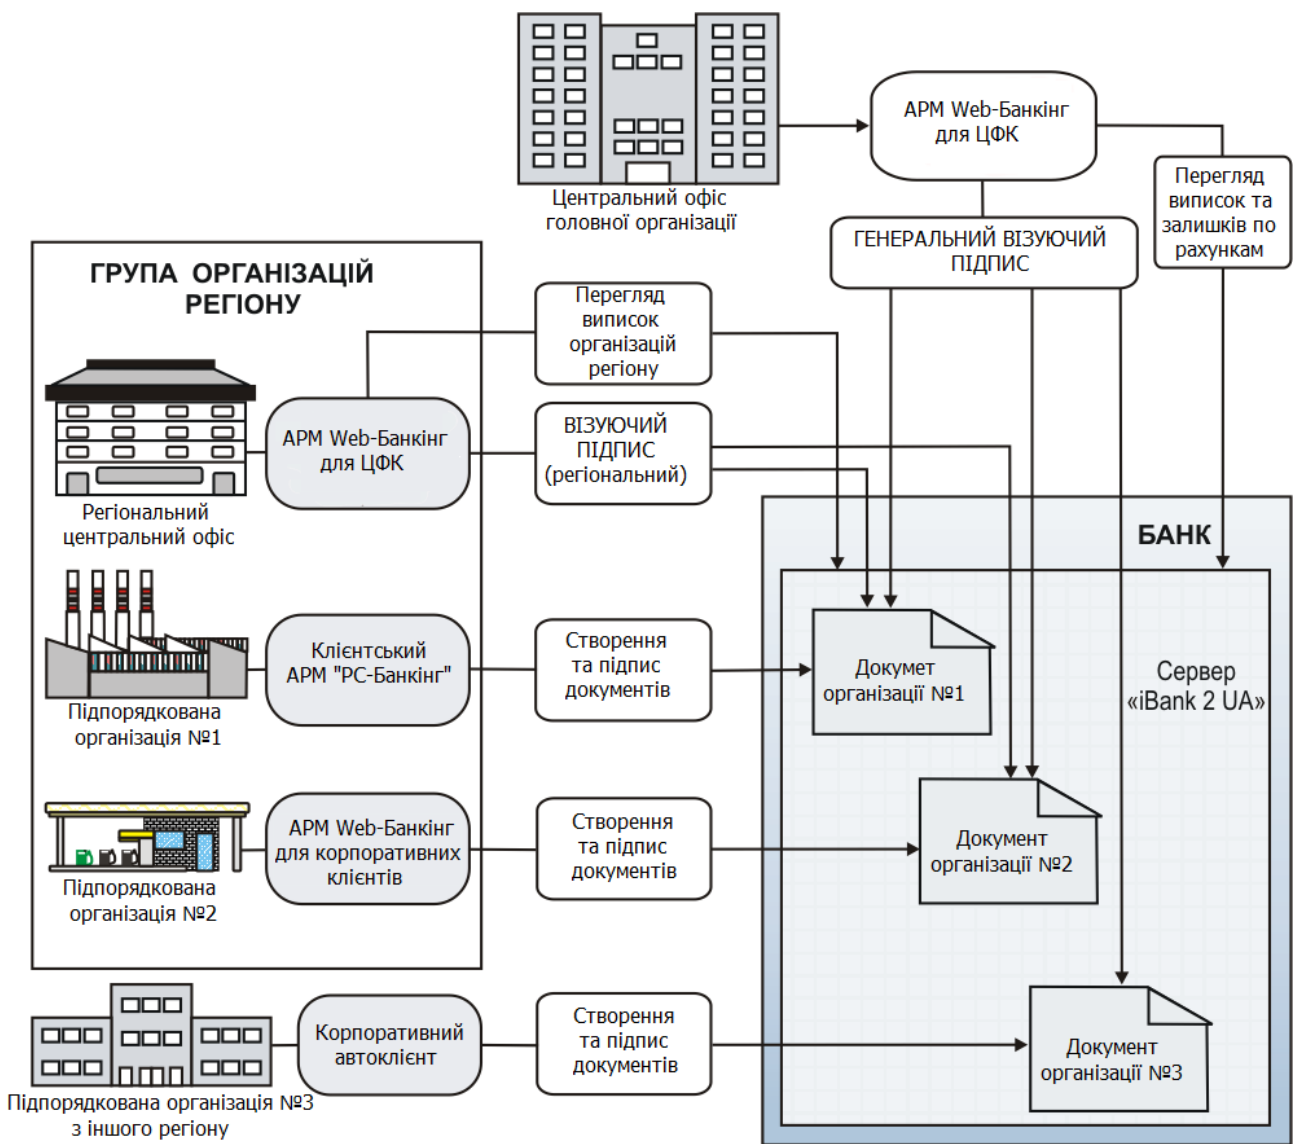 Центральний офіс
головної організації
АРМ Web-Банкінг
для ЦФК
Перегляд
виписок та
залишків по
рахункам
ГЕНЕРАЛЬНИЙ ВІЗУЮЧИЙ
ПІДПИС
ГРУПА ОРГАНІЗАЦІЙ
РЕГІОНУ
Перегляд
виписок
організацій
регіону
Регіональний
центральний офіс
АРМ Web-Банкінг
для ЦФК
ВІЗУЮЧИЙ
ПІДПИС
(регіональний)
БАНК
Сервер
«iBank 2 UA»
Підпорядкована
організація №1
Клієнтський
АРМ "РС-Банкінг"
Створення
та підпис
документів
Докумет
організації №1
Підпорядкована
організація №2
АРМ Web-Банкінг
для корпоративних
клієнтів
Створення
та підпис
документів
Документ
організації №2
Підпорядкована організація №3
з іншого регіону
Корпоративний
автоклієнт
Створення
та підпис
документів
Документ
організації №3